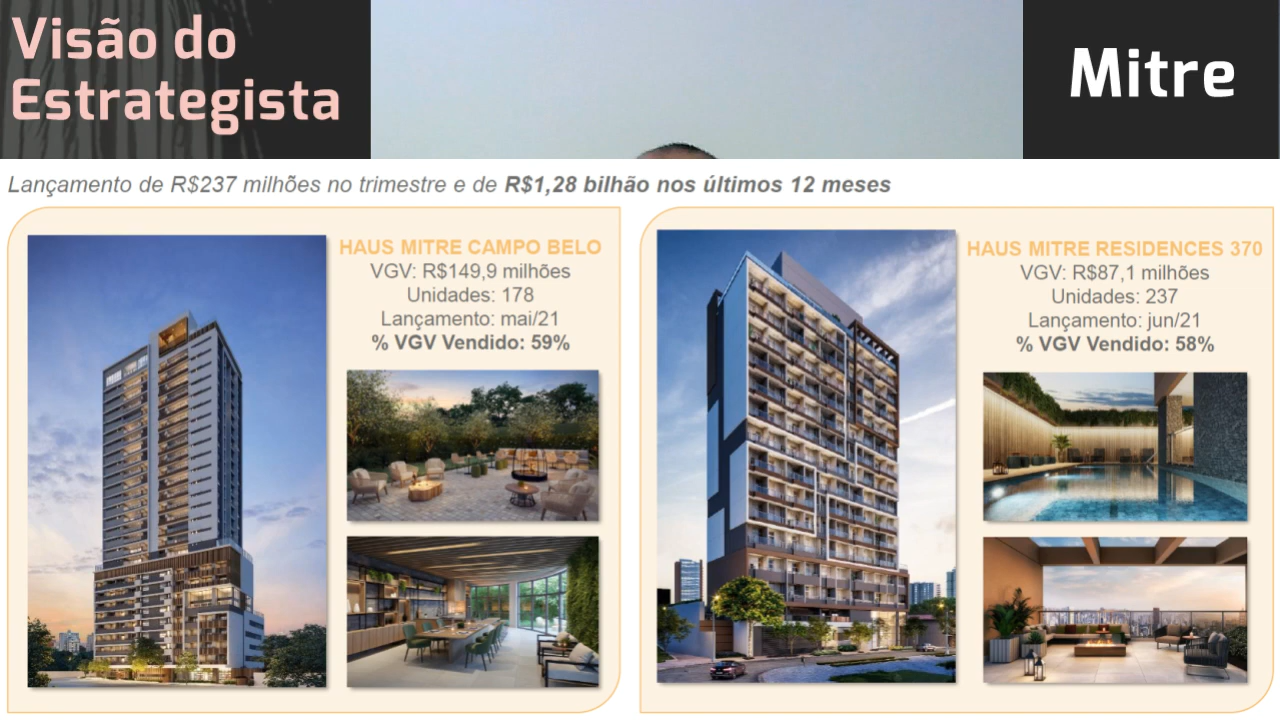 Visão do
Estrategista
Mitre
Lançamento de R$237 milhões no trimestre e de R$1,28 bilhão nos últimos 12 meses
HAUS MITRE CAMPO BELO
VGV: R$149,9 milhões
Unidades: 178
Lançamento: mai/21
% VGV Vendido: 59%
HAUS MITRE RESIDENCES 370
VGV: R$87,1 milhões
Unidades: 237
Lançamento: jun/21
% VGV Vendido: 58%